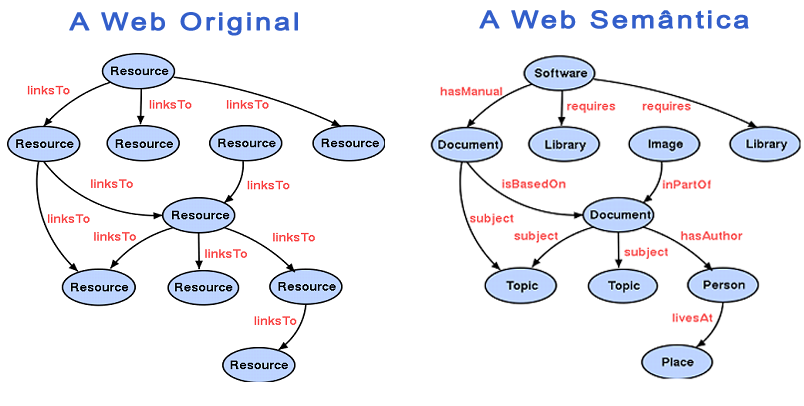 A Web Original
Resource
linksTo
linksTo
linksTo
Resource
Resource
Resource
Resource
linksTo
linksTo
Resource
linksTo
linksTo
linksTo
linksTo
Resource
Resource
Resource
linksTo
Resource
A Web Semântica
Software
hasManual
requires
requires
Document
Library
Image
Library
isBasedOn
inPartOf
Document
subject
subject
hasAuthor
subject
Topic
Topic
Person
livesAt
Place